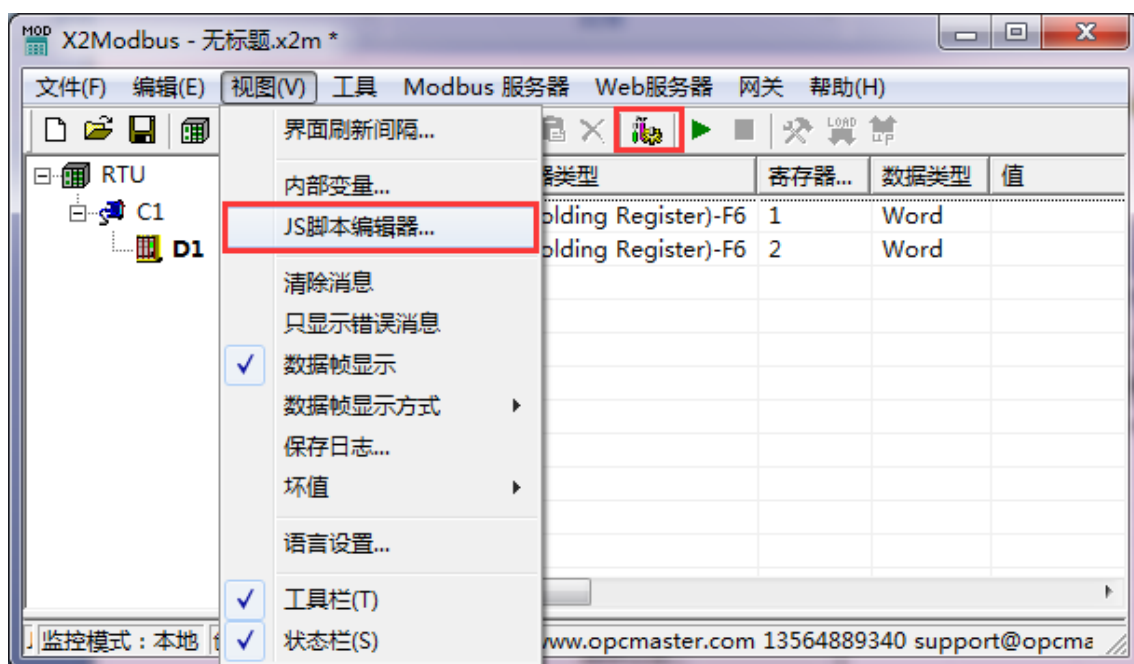 MOD X2Modbus - 无标题.x2m *
文件(F) 编辑(E) 视图(V) 工具 Modbus 服务器 Web服务器 网关 帮助(H)
界面刷新间隔...
LOAD
UP
RTU
内部变量...
器类型 寄存器... 数据类型 值
C1
JS脚本编辑器...
olding Register)-F6 1 Word
D1
olding Register)-F6 2 Word
清除消息
只显示错误消息
数据帧显示
数据帧显示方式
保存日志...
坏值
语言设置...
工具栏(T)
监控模式:本地
状态栏(S)
www.opcmaster.com 13564889340 support@opcma